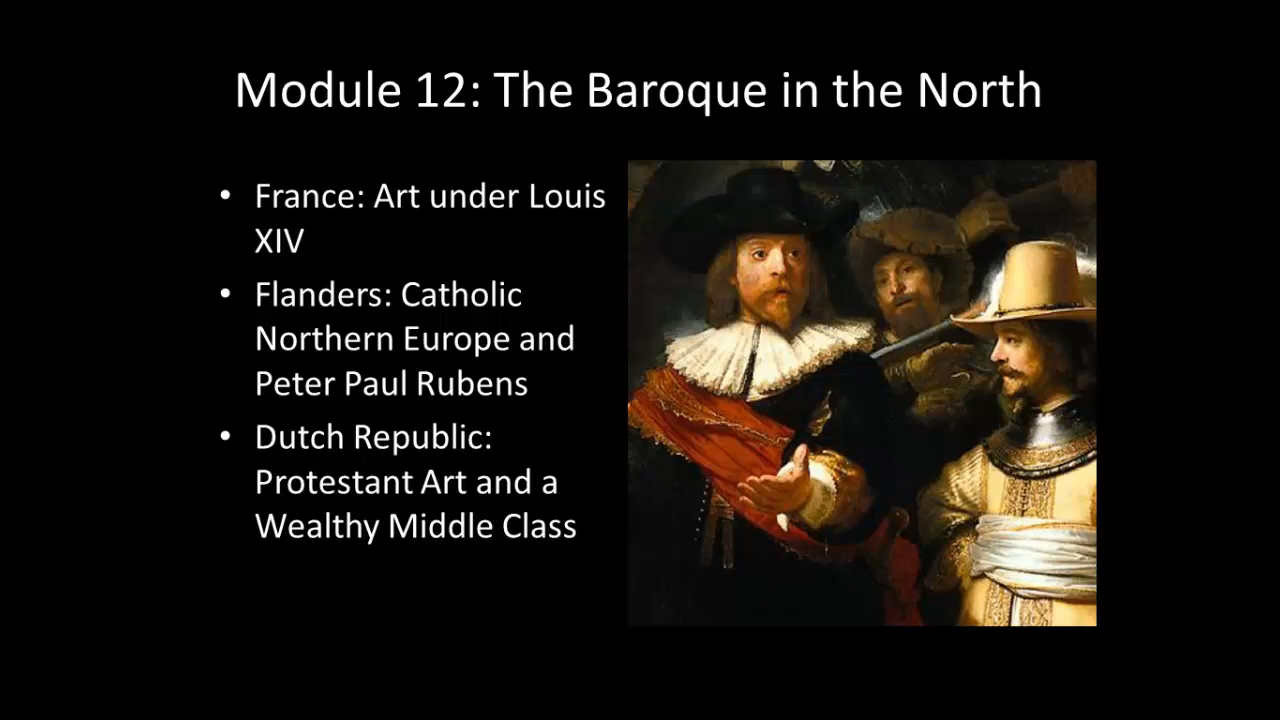 Module 12: The Baroque in the North
• France: Art under Louis
XIV
• Flanders: Catholic
Northern Europe and
Peter Paul Rubens
• Dutch Republic:
Protestant Art and a
Wealthy Middle Class